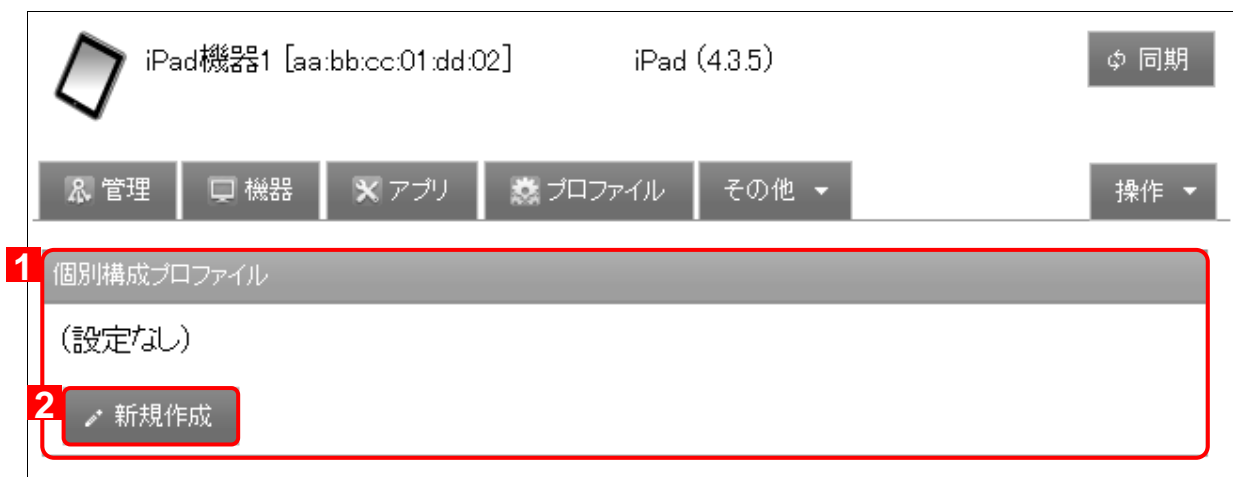 iPad機器1 [aa:bb:cc:01:dd:02] iPad (4.3.5) 同期
管理 機器 アプリ プロファイル その他 操作
1 個別構成プロファイル
(設定なし)
2 新規作成